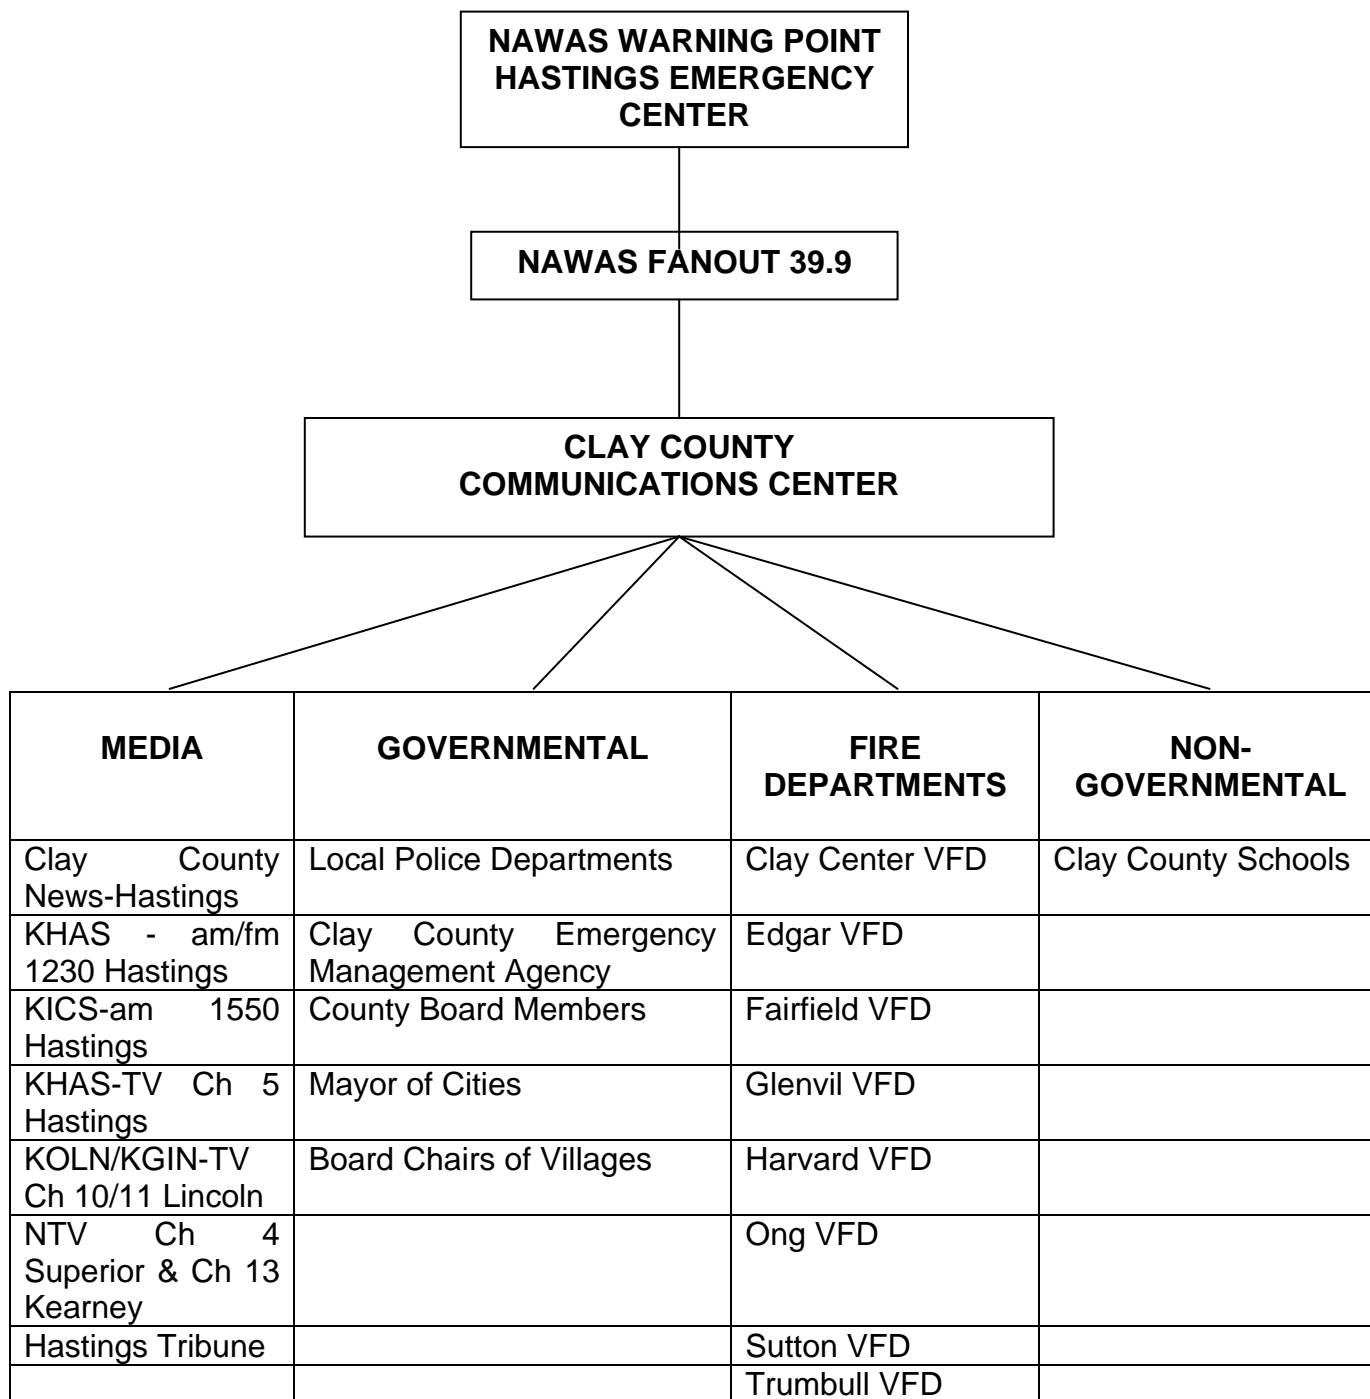 NAWAS WARNING POINT
HASTINGS EMERGENCY
CENTER
NAWAS FANOUT 39.9
CLAY COUNTY
COMMUNICATIONS CENTER
MEDIA
GOVERNMENTAL
FIRE
DEPARTMENTS
NON-
GOVERNMENTAL
Clay County
News-Hastings
Local Police Departments
Clay Center VFD
Clay County Schools
KHAS - am/fm
1230 Hastings
Clay County Emergency
Management Agency
Edgar VFD
KICS-am 1550
Hastings
County Board Members
Fairfield VFD
KHAS-TV Ch 5
Hastings
Mayor of Cities
Glenvil VFD
KOLN/KGIN-TV
Ch 10/11 Lincoln
Board Chairs of Villages
Harvard VFD
NTV Ch 4
Superior & Ch 13
Kearney
Ong VFD
Hastings Tribune
Sutton VFD
Trumbull VFD